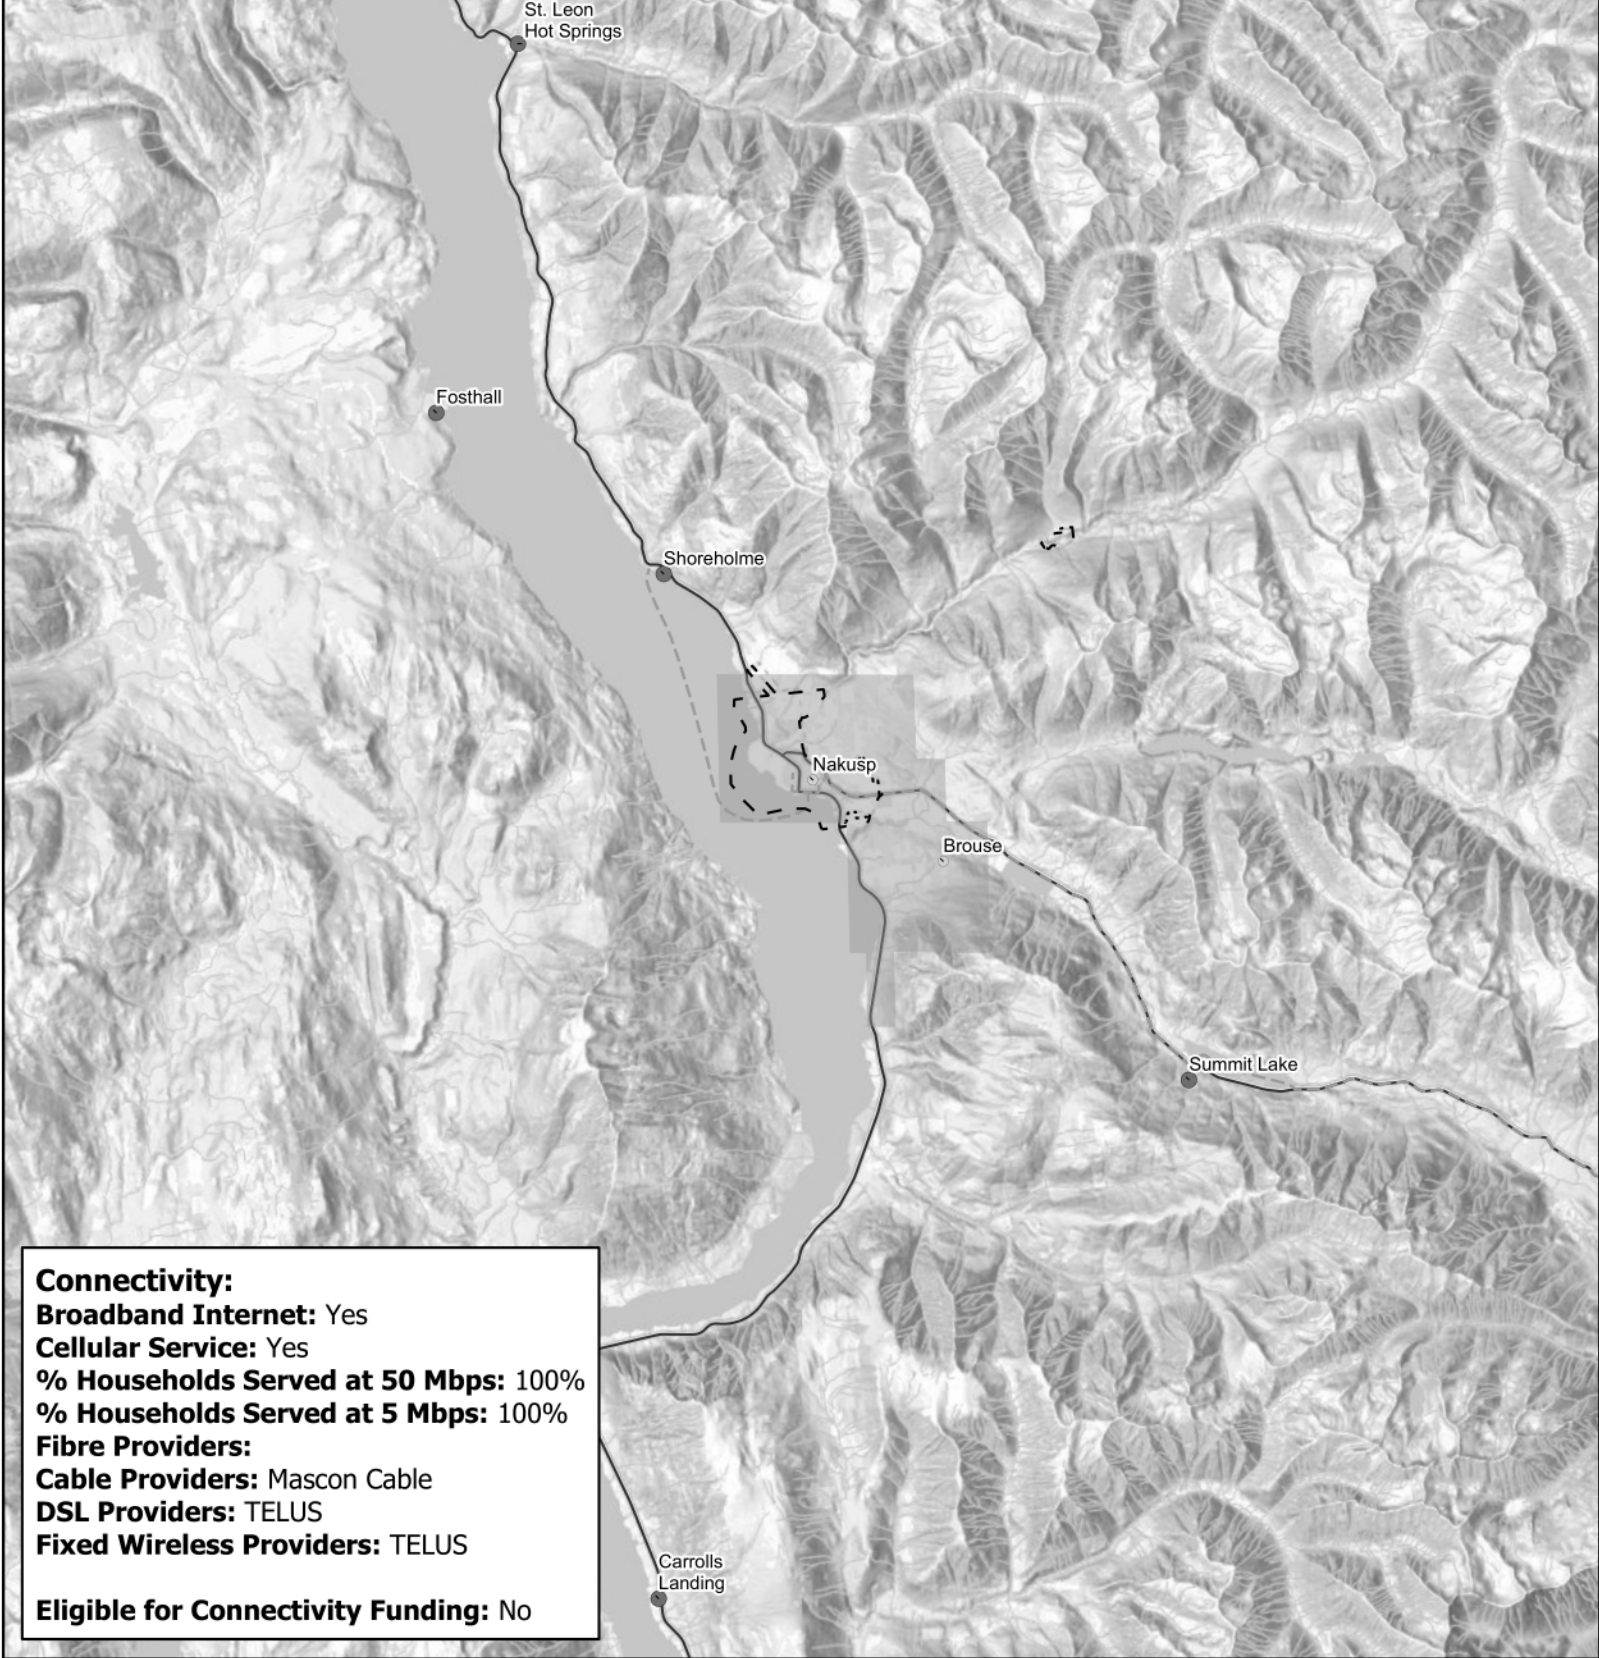 St. Leon
Hot Springs
Fosthall
Shoreholme
Nakusp
Brouse
Summit Lake
Connectivity:
Broadband Internet: Yes
Cellular Service: Yes
% Households Served at 50 Mbps: 100%
% Households Served at 5 Mbps: 100%
Fibre Providers:
Cable Providers: Mascon Cable
DSL Providers: TELUS
Fixed Wireless Providers: TELUS
Eligible for Connectivity Funding: No
Carrolls
Landing